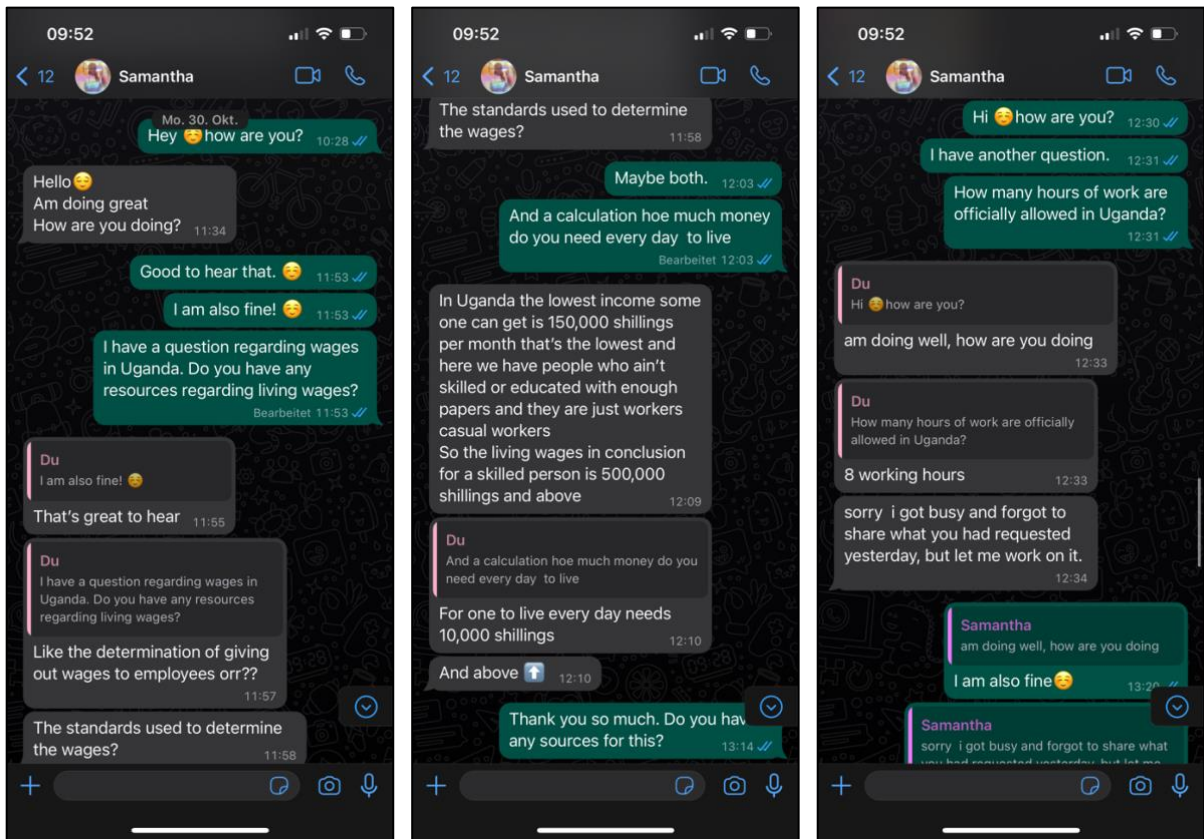 09:52
12 Samantha
Mo. 30. Okt.
Hey how are you? 10:28
Hello
Am doing great
How are you doing? 11:34
Good to hear that. 11:53
I am also fine! 11:53
I have a question regarding wages
in Uganda. Do you have any
resources regarding living wages?
Bearbeitet 11:53
Du
I am also fine!
That's great to hear 11:55
Du
I have a question regarding wages in
Uganda. Do you have any resources
regarding living wages?
Like the determination of giving
out wages to employees orr??
11:57
The standards used to determine
the wages? 11:58
09:52
12 Samantha
The standards used to determine
the wages? 11:58
Maybe both. 12:03
And a calculation hoe much money
do you need every day to live
Bearbeitet 12:03
In Uganda the lowest income some
one can get is 150,000 shillings
per month that's the lowest and
here we have people who ain't
skilled or educated with enough
papers and they are just workers
casual workers
So the living wages in conclusion
for a skilled person is 500,000
shillings and above 12:09
Du
And a calculation hoe much money do you
need every day to live
For one to live every day needs
10,000 shillings 12:10
And above 12:10
Thank you so much. Do you hav
any sources for this? 13:14
09:52
12 Samantha
Hi how are you? 12:30
I have another question. 12:31
How many hours of work are
officially allowed in Uganda?
12:31
Du
Hi how are you?
am doing well, how are you doing
12:33
Du
How many hours of work are officially
allowed in Uganda?
8 working hours 12:33
sorry i got busy and forgot to
share what you had requested
yesterday, but let me work on it.
12:34
Samantha
am doing well, how are you doing
I am also fine 13:20
Samantha
sorry i got busy and forgot to share what
you had requested yesterday, but let me